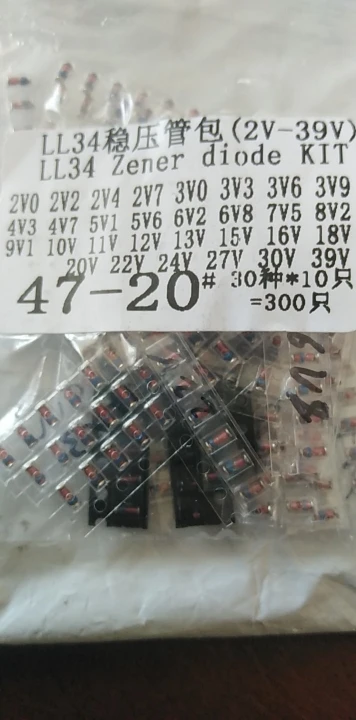 LL34稳压管包(2V-39V)
LL34 Zener diode KIT
2V0 2V2 2V4 2V7 3V0 3V3 3V6 3V9
4V3 4V7 5V1 5V6 6V2 6V8 7V5 8V2
9V1 10V 11V 12V 13V 15V 16V 18V
20V 22V 24V 27V 30V 39V
47-20# 30种*10只
=300只